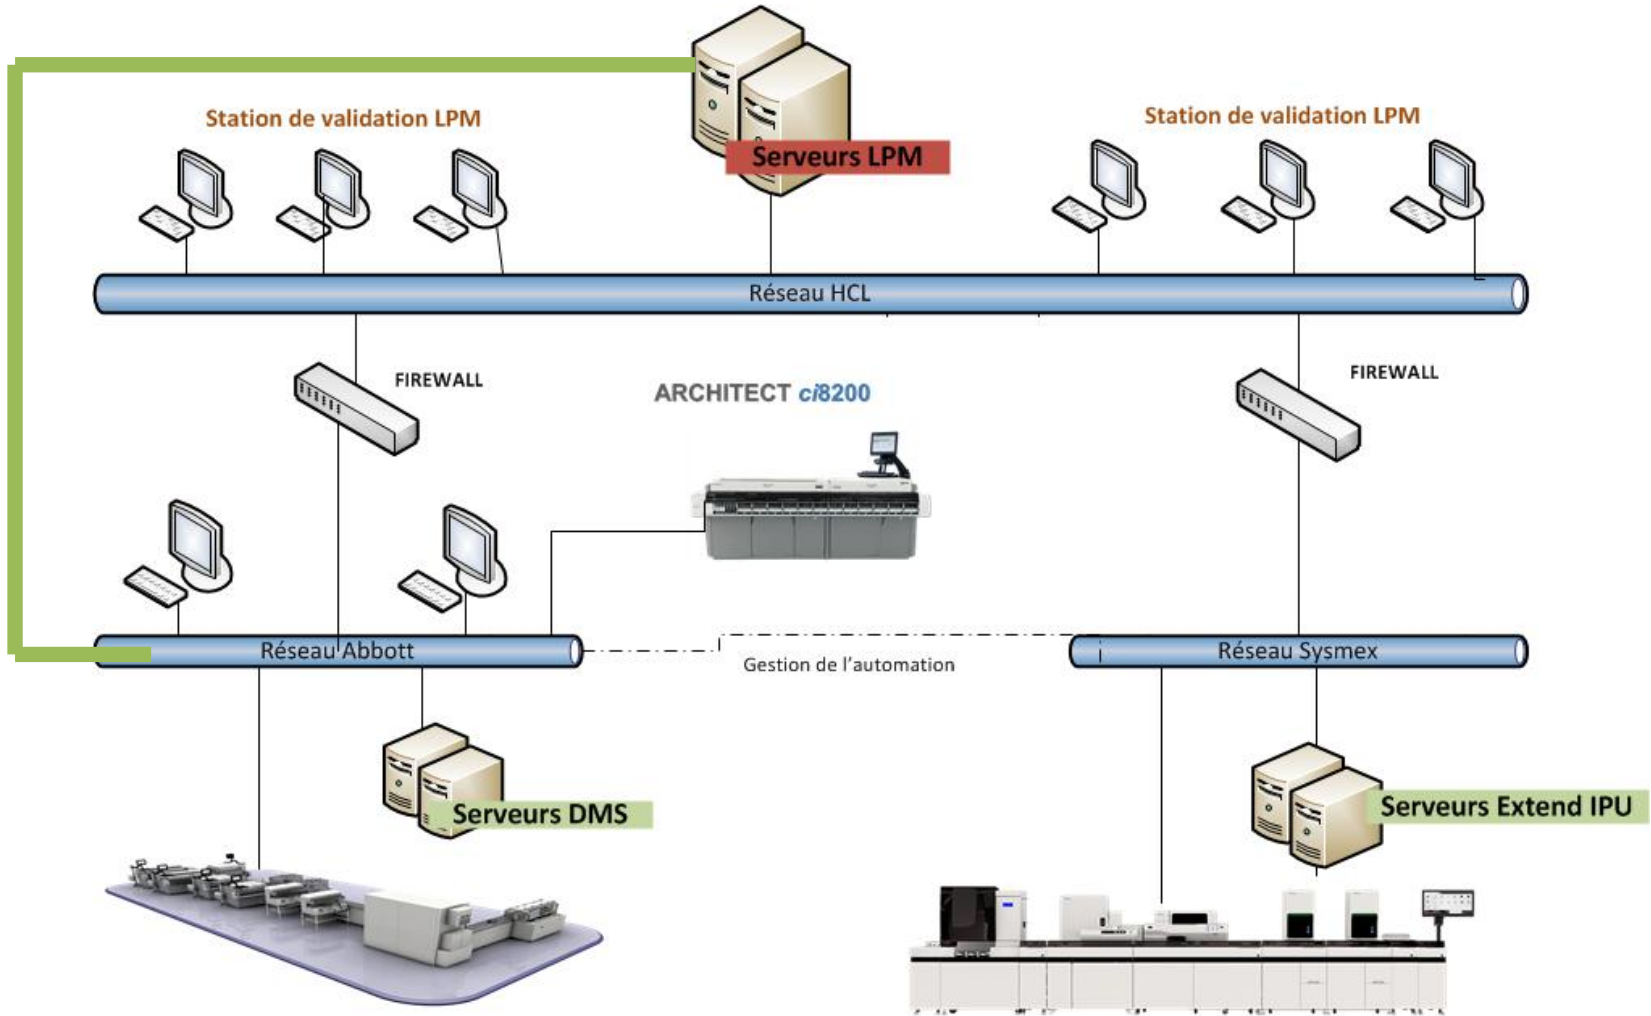 Station de validation LPM
Serveurs LPM
Station de validation LPM
Réseau HCL
FIREWALL
ARCHITECT ci8200
FIREWALL
Réseau Abbott
Gestion de l'automation
Réseau Sysmex
Serveurs DMS
Serveurs Extend IPU